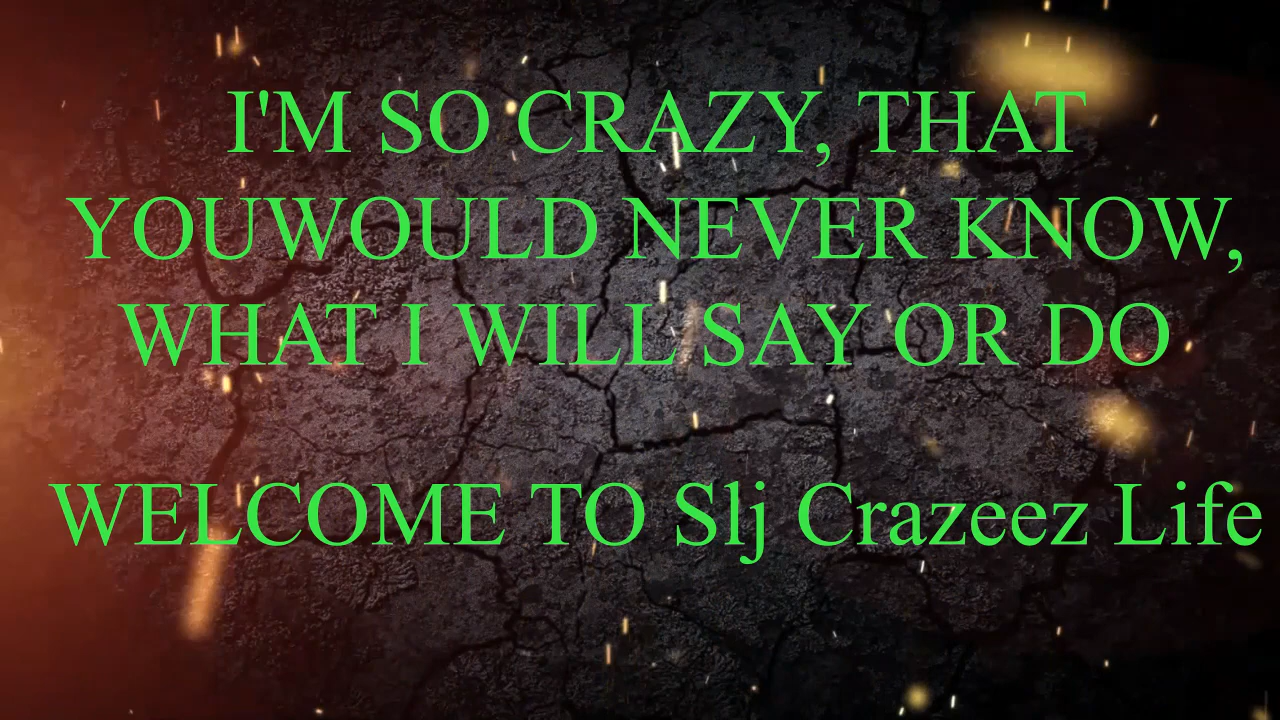 I'M SO CRAZY, THAT
YOUWOULD NEVER KNOW,
WHAT I WILL SAY OR DO
WELCOME TO Slj Crazeez Life